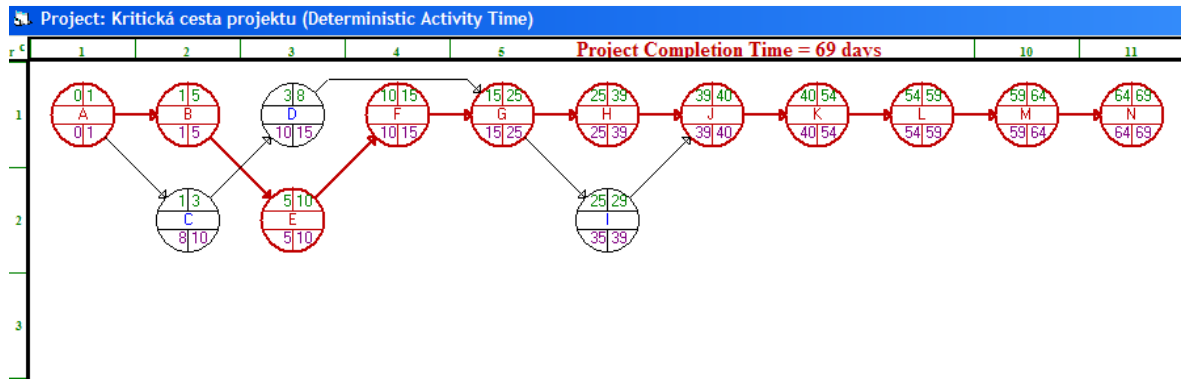 Project: Kritická cesta projektu (Deterministic Activity Time)
r c 1 2 3 4 5 Project Completion Time = 69 days 10 11
1
0 1 1 5 3 8 10 15 15 25 25 39 39 40 40 54 54 59 59 64 64 69
A B D F G H J K L M N
0 1 1 5 10 15 10 15 15 25 25 39 39 40 40 54 54 59 59 64 64 69
2
1 3 5 10 25 29
C E I
8 10 5 10 35 39
3